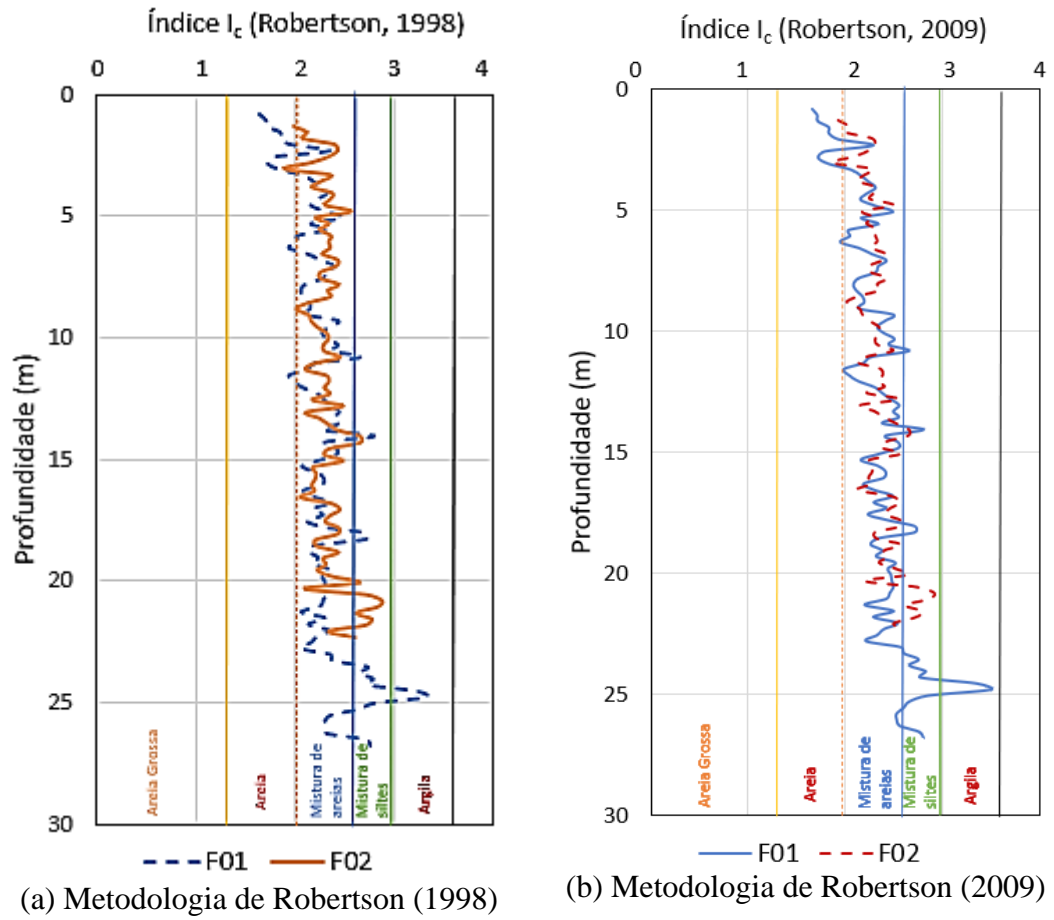 Índice Ic (Robertson, 1998)
0 1 2 3 4
0
5
10
15
20
25
30
Profundidade (m)
Areia Grossa
Areia
Mistura de
areias
Mistura de
siltes
Argila
F01 F02
(a) Metodologia de Robertson (1998)
Índice Ic (Robertson, 2009)
0 1 2 3 4
0
5
10
15
20
25
30
Profundidade (m)
Areia Grossa
Areia
Mistura de
areias
Mistura de
siltes
Argila
F01 F02
(b) Metodologia de Robertson (2009)